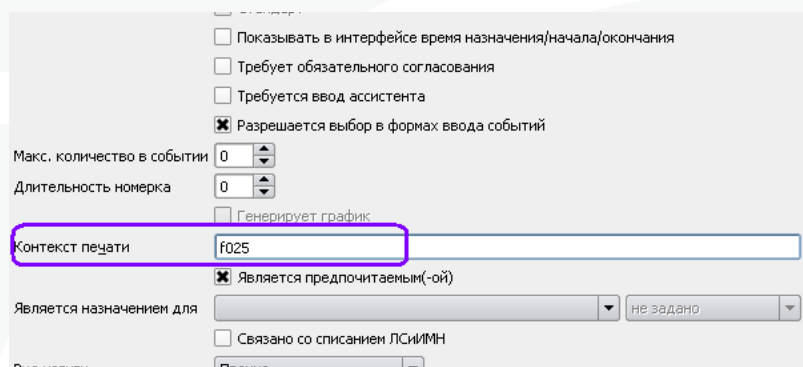 Показывать в интерфейсе время назначения/начала/окончания
Требует обязательного согласования
Требуется ввод ассистента
Разрешается выбор в формах ввода событий
Макс. количество в событии 0
Длительность номерка 0
Генерирует график
Контекст печати f025
Является предпочитаемым(-ой)
Является назначением для не задано
Связано со списанием ЛСиИМН